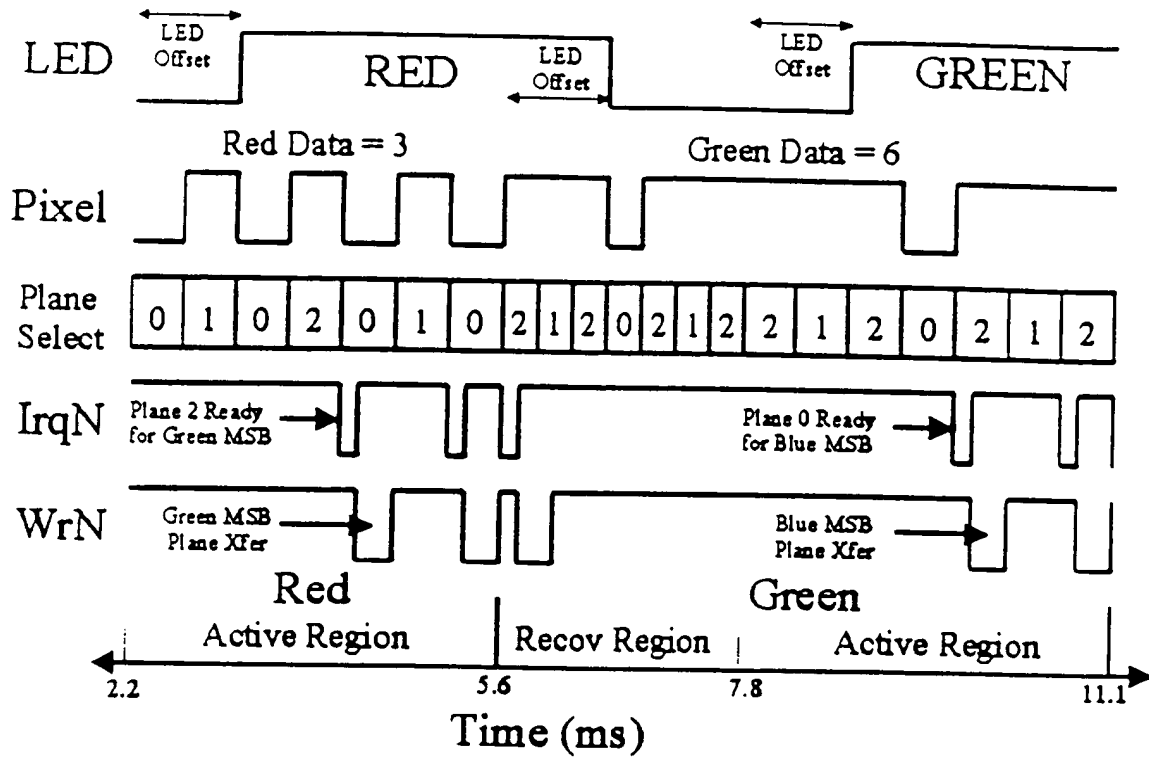 LED
LED
Offset
RED
LED
Offset
LED
Offset
GREEN
Red Data = 3
Green Data = 6
Pixel
Plane
Select
0 1 0 2 0 1 0 2 1 2 0 2 1 2 2 1 2 0 2 1 2
IrqN
Plane 2 Ready
for Green MSB
Plane 0 Ready
for Blue MSB
WrN
Green MSB
Plane Xfer
Blue MSB
Plane Xfer
Red
Green
Active Region
Recov Region
Active Region
2.2
5.6
7.8
11.1
Time (ms)